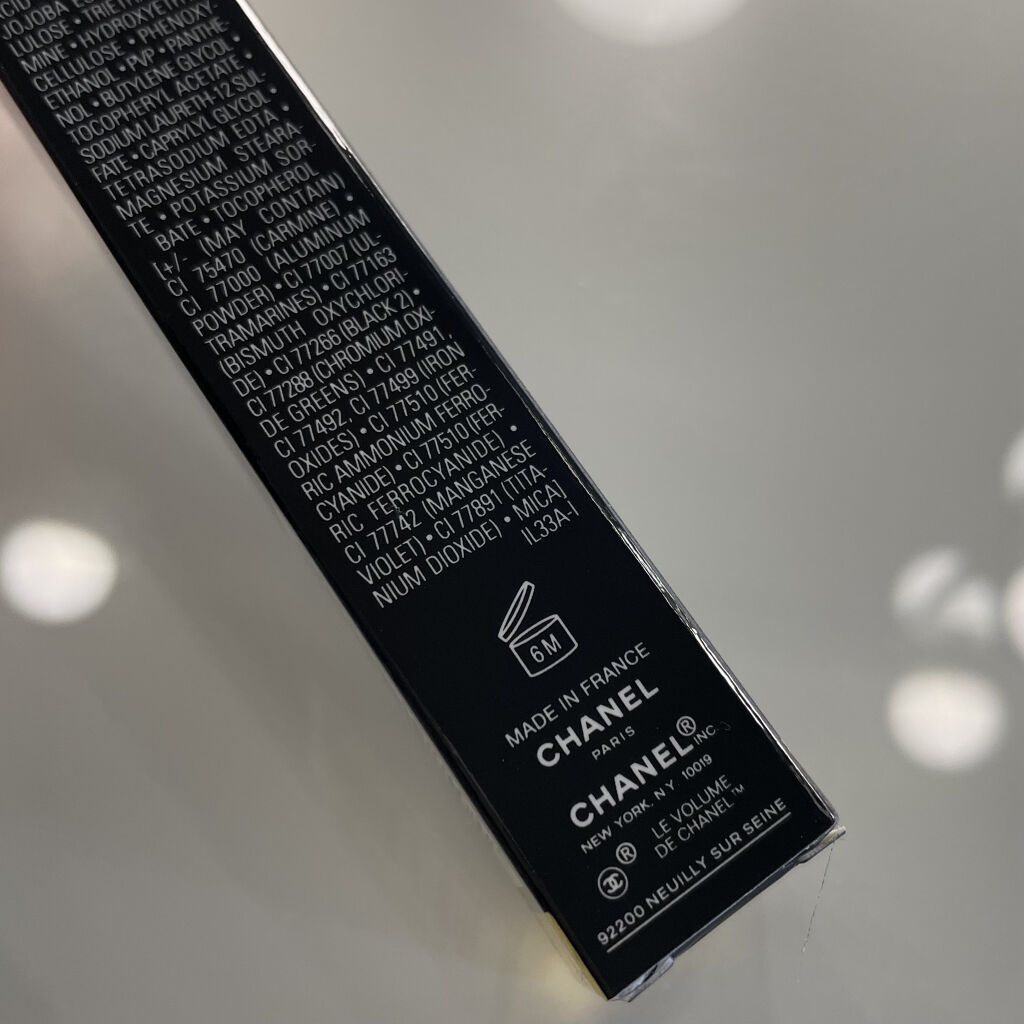 ACID
JOJOBA
LULOSE • TRIETH
MINE • HYDROXYETH
CELLULOSE • PHENOXY
ETHANOL • PVP • PANTHE-
NOL • BUTYLENE GLYCOL
TOCOPHERYL ACETATE •
SODIUM LAURETH-12 SUL-
FATE • CAPRYLYL GLYCOL •
TETRASODIUM EDTA •
MAGNESIUM STEARA-
TE • POTASSIUM SOR-
BATE • TOCOPHEROL
[+/- (MAY CONTAIN)
CI 75470 (CARMINE) •
CI 77000 (ALUMINUM
POWDER) • CI 77007 (UL-
TRAMARINES) • CI 77163
(BISMUTH OXYCHLORI-
DE) • CI 77266 (BLACK 2) •
CI 77288 (CHROMIUM OXI-
DE GREENS) • CI 77491,
CI 77492, CI 77499 (IRON
OXIDES) • CI 77510 (FER-
RIC AMMONIUM FERRO-
CYANIDE) • CI 77510 (FER-
RIC FERROCYANIDE) •
CI 77742 (MANGANESE
VIOLET) • CI 77891 (TITA-
NIUM DIOXIDE) • MICA]
IL33A-1
6 M
MADE IN FRANCE
CHANEL
PARIS
CHANEL® INC.
NEW YORK, N.Y. 10019
® LE VOLUME
DE CHANEL™
92200 NEUILLY SUR SEINE